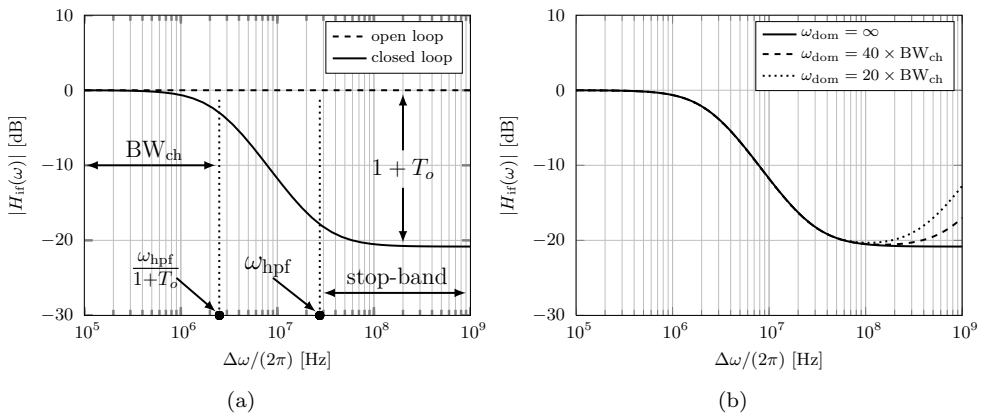 10
0
−10
−20
−30
|H_if(ω)| [dB]
open loop
closed loop
BW_ch
1 + T_o
ω_hpf
1+T_o
ω_hpf
stop-band
10^5 10^6 10^7 10^8 10^9
Δω/(2π) [Hz]
(a)
10
0
−10
−20
−30
|H_if(ω)| [dB]
ω_dom = ∞
ω_dom = 40 × BW_ch
ω_dom = 20 × BW_ch
10^5 10^6 10^7 10^8 10^9
Δω/(2π) [Hz]
(b)